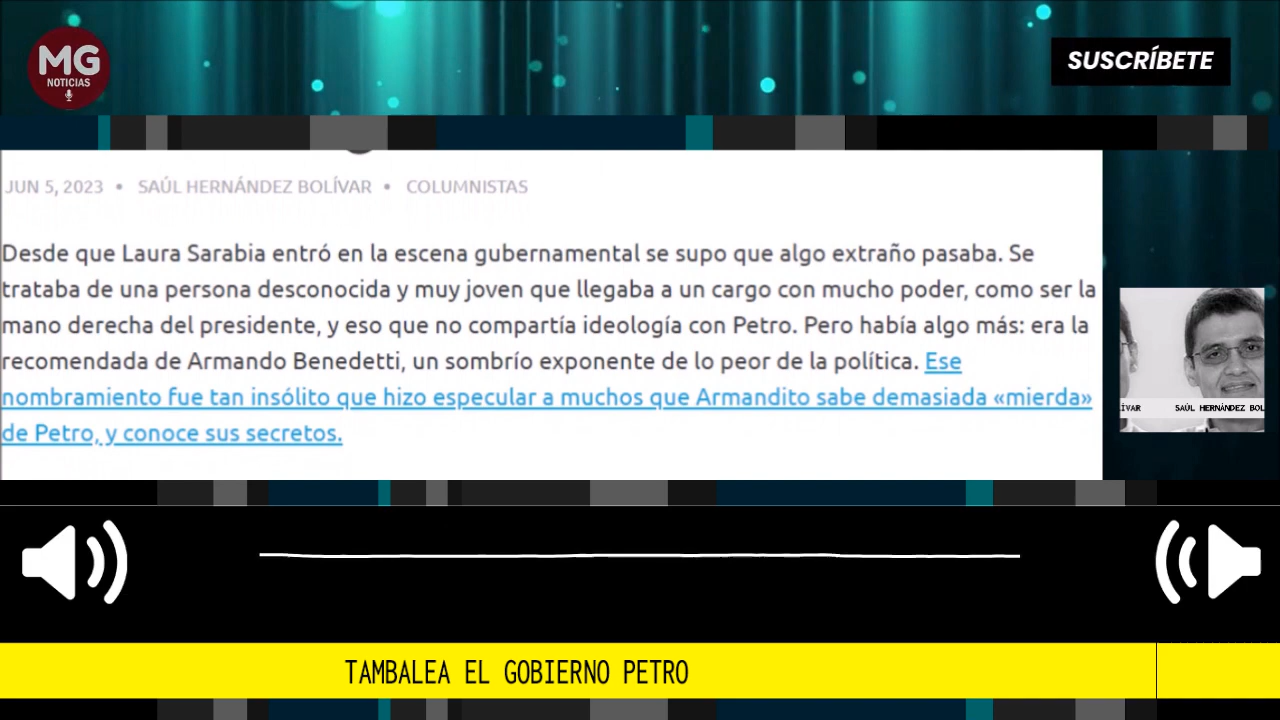 MG
NOTICIAS
SUSCRÍBETE
JUN 5, 2023 • SAÚL HERNÁNDEZ BOLÍVAR • COLUMNISTAS
Desde que Laura Sarabia entró en la escena gubernamental se supo que algo extraño pasaba. Se
trataba de una persona desconocida y muy joven que llegaba a un cargo con mucho poder, como ser la
mano derecha del presidente, y eso que no compartía ideología con Petro. Pero había algo más: era la
recomendada de Armando Benedetti, un sombrío exponente de lo peor de la política. Ese
nombramiento fue tan insólito que hizo especular a muchos que Armandito sabe demasiada «mierda»
de Petro, y conoce sus secretos.
ÍVAR SAÚL HERNÁNDEZ BOL
TAMBALEA EL GOBIERNO PETRO